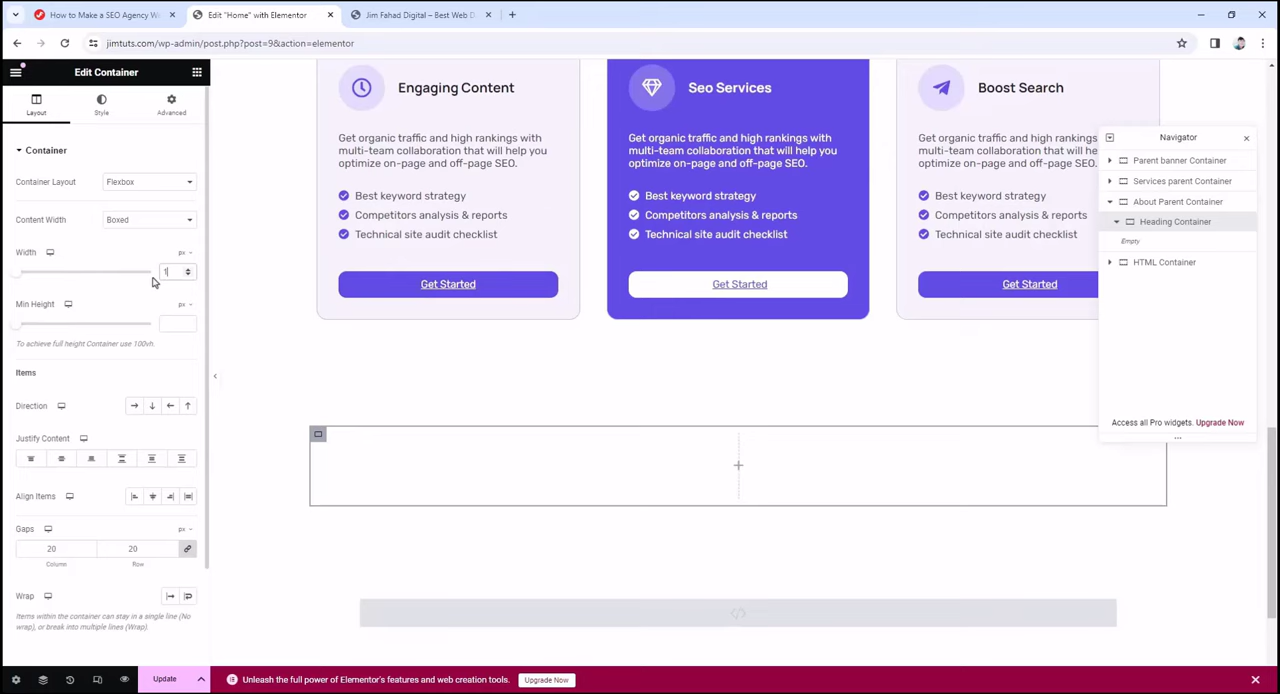 How to Make a SEO Agency W
Edit "Home" with Elementor
Jim Fahad Digital – Best Web D
jimtuts.com/wp-admin/post.php?post=9&action=elementor
Edit Container
Layout
Style
Advanced
Container
Container Layout
Flexbox
Content Width
Boxed
Width
px
1
Min Height
px
To achieve full height Container use 100vh.
Items
Direction
Justify Content
Align Items
Gaps
px
20
20
Column
Row
Wrap
Items within the container can stay in a single line (No
wrap), or break into multiple lines (Wrap).
Update
Engaging Content
Get organic traffic and high rankings with
multi-team collaboration that will help you
optimize on-page and off-page SEO.
Best keyword strategy
Competitors analysis & reports
Technical site audit checklist
Get Started
Seo Services
Get organic traffic and high rankings with
multi-team collaboration that will help you
optimize on-page and off-page SEO.
Best keyword strategy
Competitors analysis & reports
Technical site audit checklist
Get Started
Boost Search
Get organic traffic and high rankings with
multi-team collaboration that will help you
optimize on-page and off-page SEO.
Best keyword strategy
Competitors analysis & reports
Technical site audit checklist
Get Started
Navigator
Parent banner Container
Services parent Container
About Parent Container
Heading Container
Empty
HTML Container
Access all Pro widgets. Upgrade Now
Unleash the full power of Elementor's features and web creation tools.
Upgrade Now